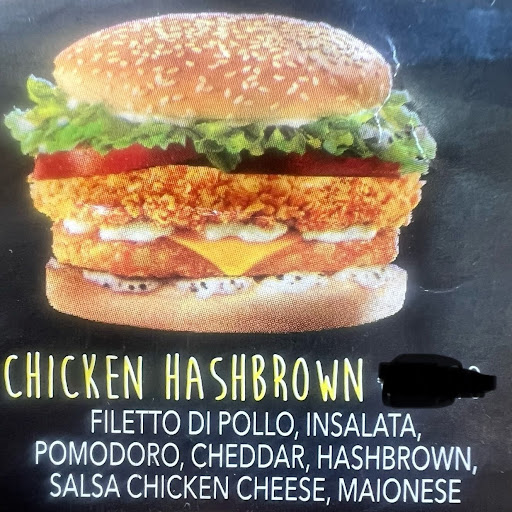 CHICKEN HASHBROWN
FILETTO DI POLLO, INSALATA,
POMODORO, CHEDDAR, HASHBROWN,
SALSA CHICKEN CHEESE, MAIONESE